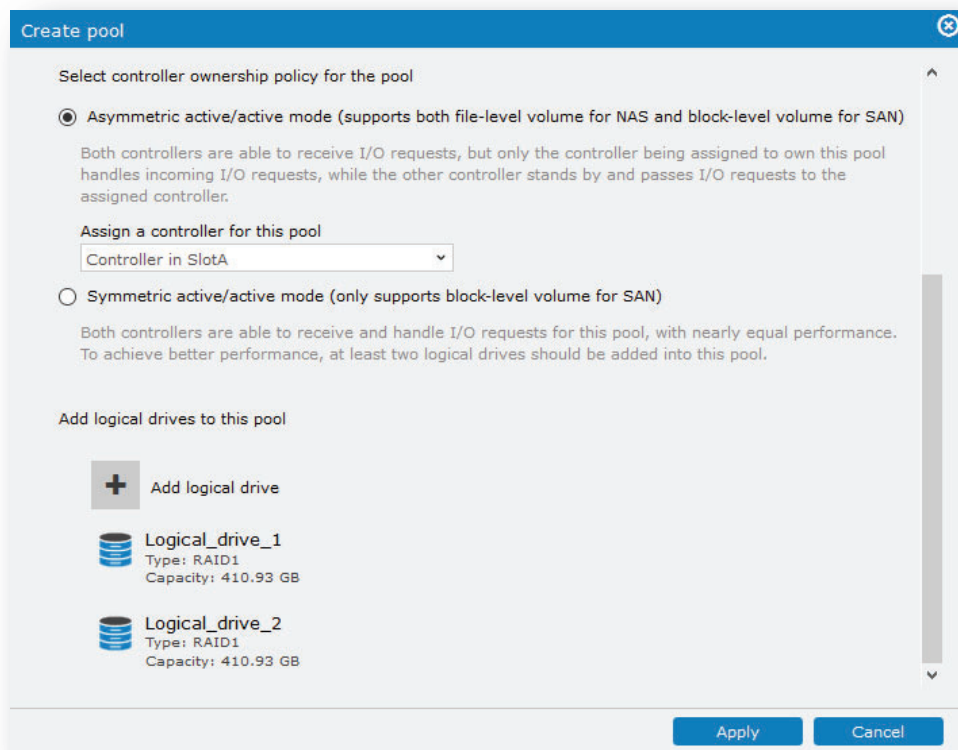 Create pool
Select controller ownership policy for the pool
Asymmetric active/active mode (supports both file-level volume for NAS and block-level volume for SAN)
Both controllers are able to receive I/O requests, but only the controller being assigned to own this pool
handles incoming I/O requests, while the other controller stands by and passes I/O requests to the
assigned controller.
Assign a controller for this pool
Controller in SlotA
Symmetric active/active mode (only supports block-level volume for SAN)
Both controllers are able to receive and handle I/O requests for this pool, with nearly equal performance.
To achieve better performance, at least two logical drives should be added into this pool.
Add logical drives to this pool
Add logical drive
Logical_drive_1
Type: RAID1
Capacity: 410.93 GB
Logical_drive_2
Type: RAID1
Capacity: 410.93 GB
Apply
Cancel